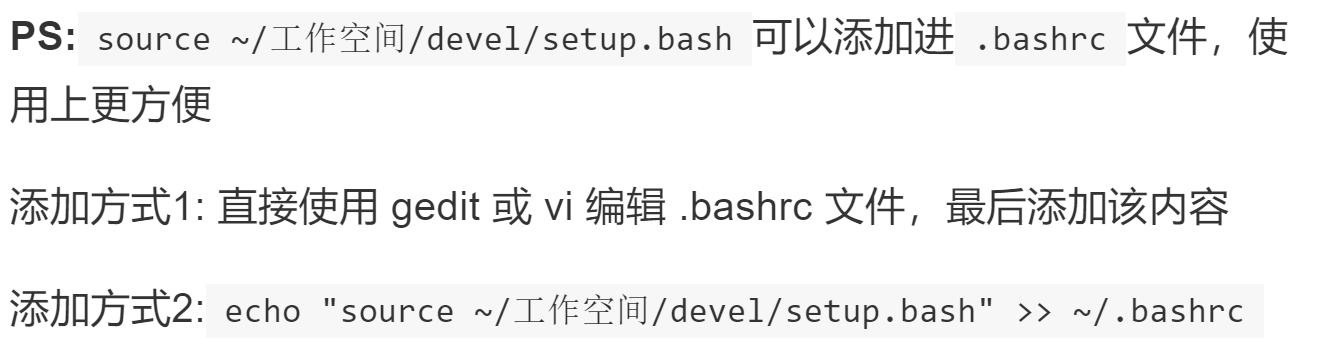 PS: source ~/工作空间/devel/setup.bash 可以添加进 .bashrc 文件，使
用上更方便
添加方式1: 直接使用 gedit 或 vi 编辑 .bashrc 文件，最后添加该内容
添加方式2: echo "source ~/工作空间/devel/setup.bash" >> ~/.bashrc